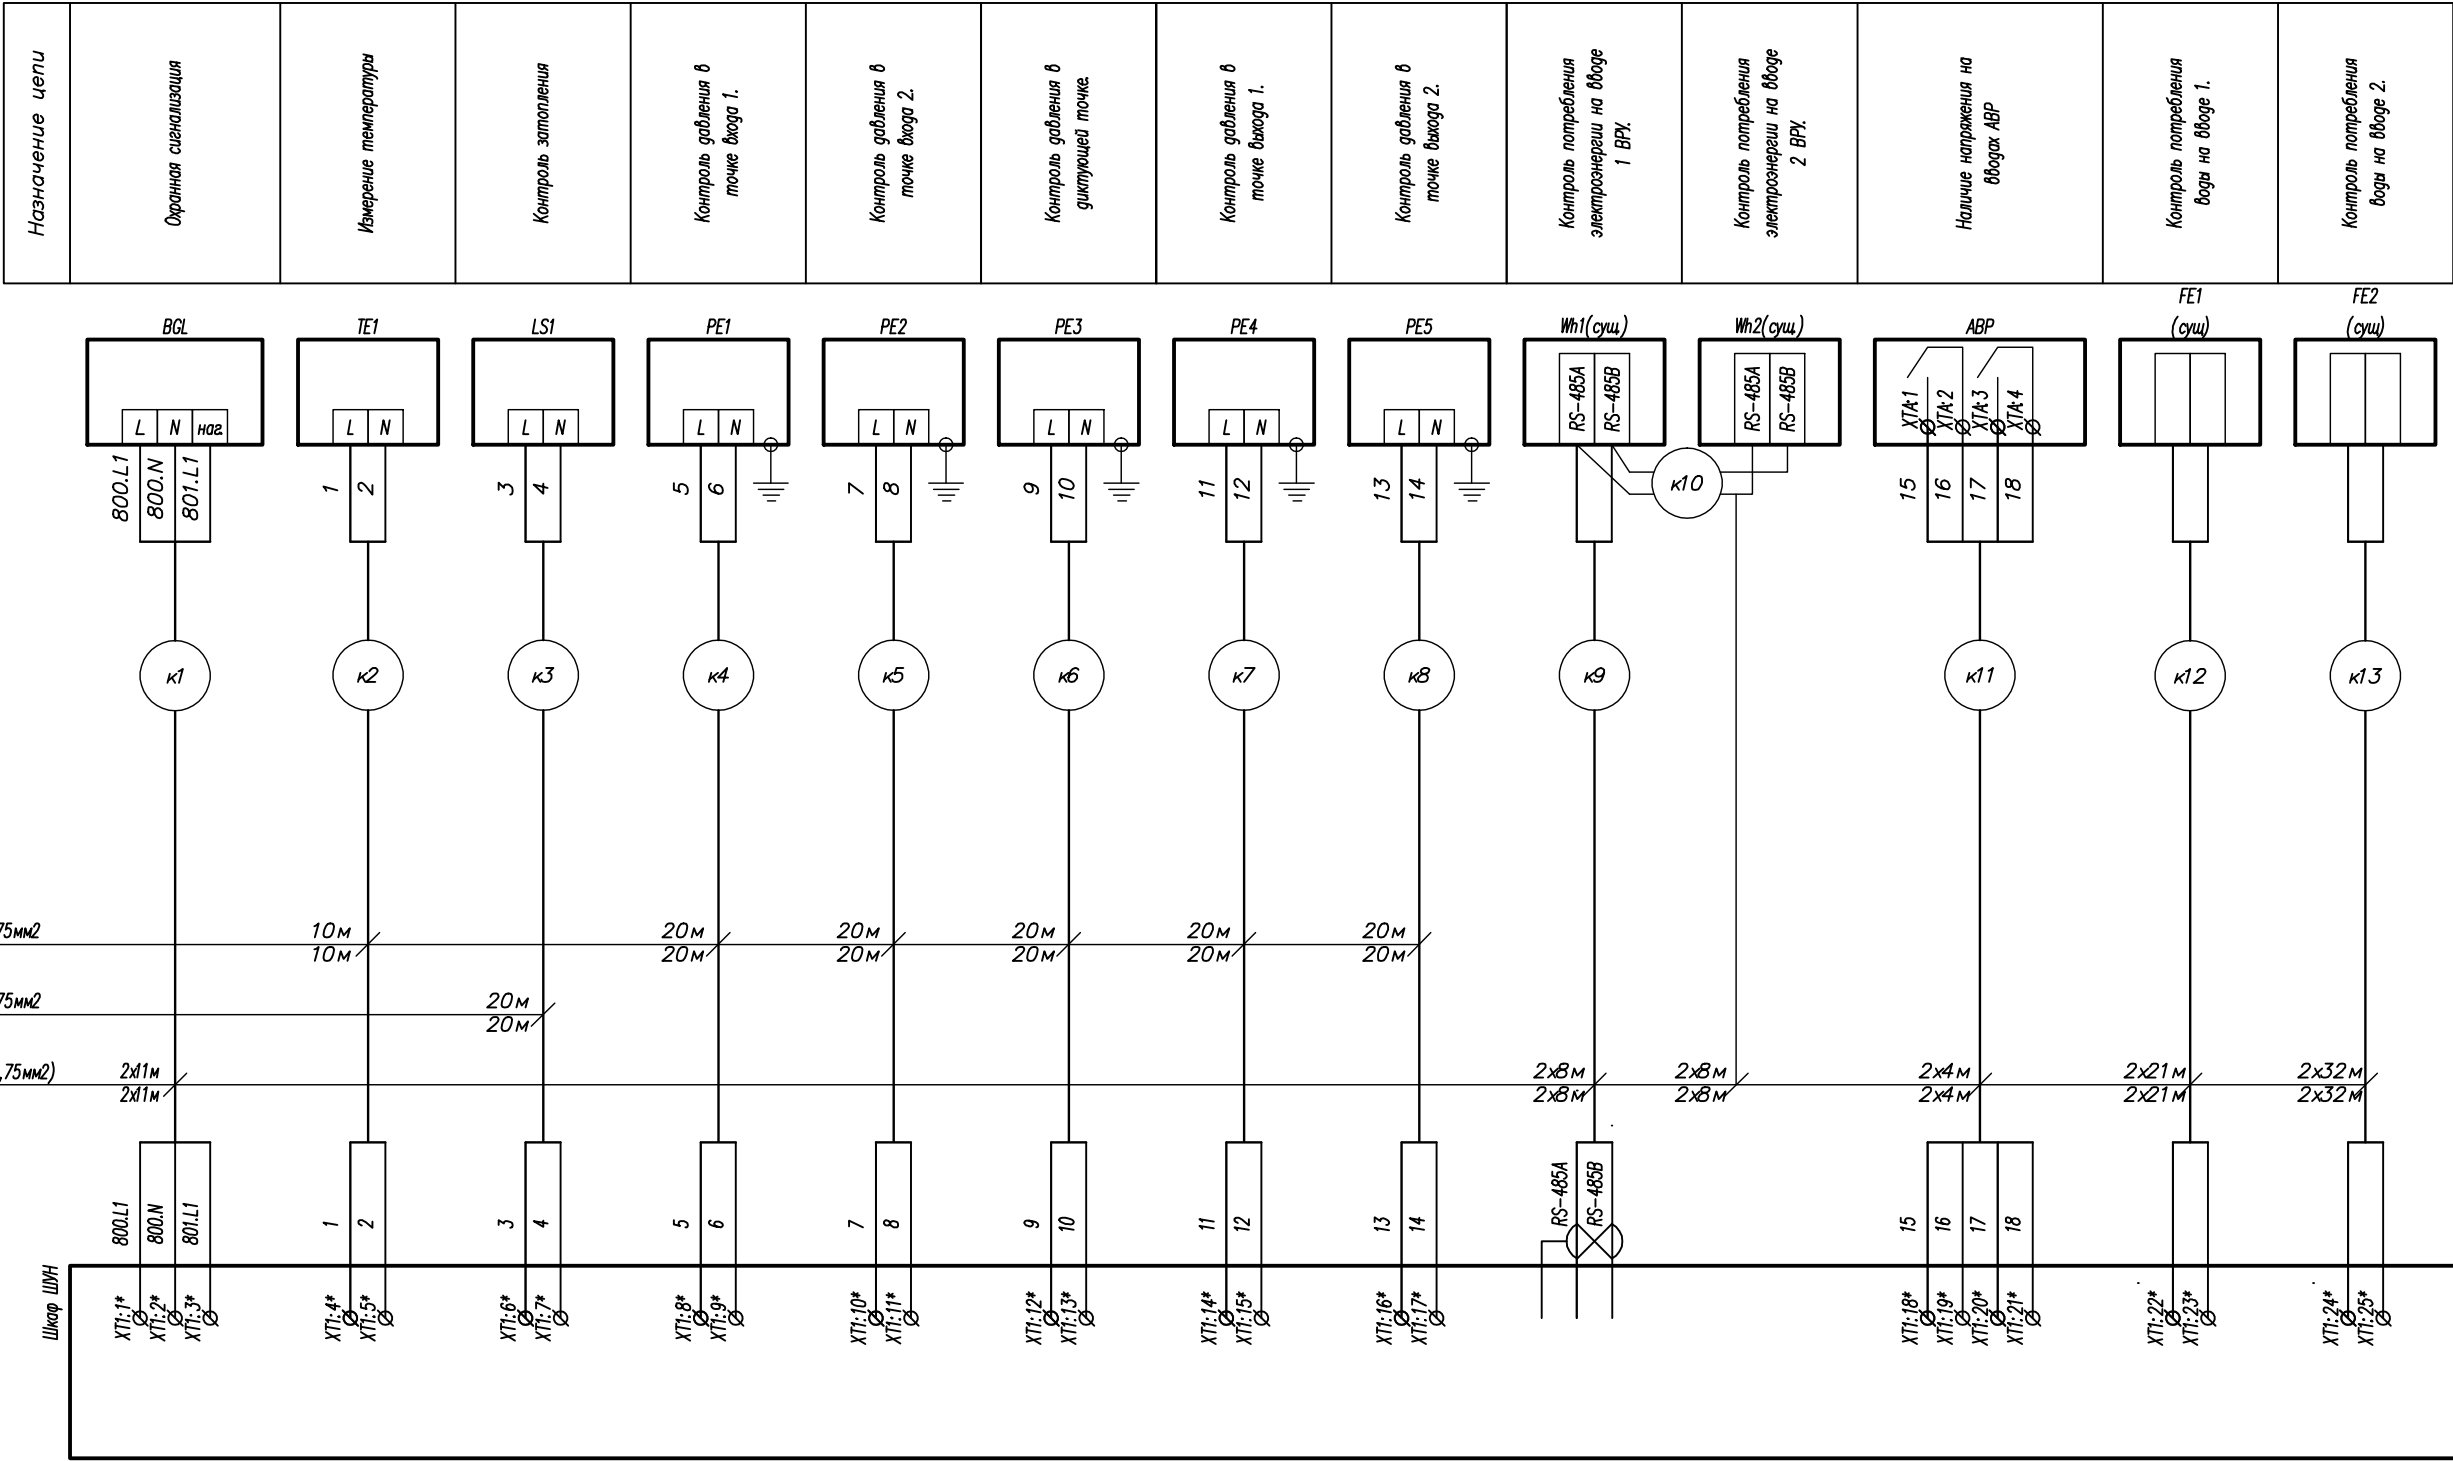 Назначение цепи
Охранная сигнализация
Измерение температуры
Контроль затопления
Контроль давления в
точке входа 1.
Контроль давления в
точке входа 2.
Контроль давления в
диктующей точке.
Контроль давления в
точке выхода 1.
Контроль давления в
точке выхода 2.
Контроль потребления
электроэнергии на вводе
1 ВРУ.
Контроль потребления
электроэнергии на вводе
2 ВРУ.
Наличие напряжения на
вводах АВР
Контроль потребления
воды на вводе 1.
Контроль потребления
воды на вводе 2.
BGL
TE1
LS1
PE1
PE2
PE3
PE4
PE5
Wh1(сущ.)
Wh2(сущ.)
АВР
FE1
(сущ)
FE2
(сущ)
L N наг.
L N
L N
L N
L N
L N
L N
L N
RS-485A
RS-485B
RS-485A
RS-485B
XTA:1
XTA:2
XTA:3
XTA:4
800.L1
800.N
801.L1
1
2
3
4
5
6
7
8
9
10
11
12
13
14
к10
15
16
17
18
к1
к2
к3
к4
к5
к6
к7
к8
к9
к11
к12
к13
75мм2
10м
10м
20м
20м
20м
20м
20м
20м
20м
20м
20м
20м
75мм2
20м
20м
,75мм2)
2х11м
2х11м
2х8м
2х8м
2х8м
2х8м
2х4м
2х4м
2х21м
2х21м
2х32м
2х32м
800.L1
800.N
801.L1
1
2
3
4
5
6
7
8
9
10
11
12
13
14
RS-485A
RS-485B
15
16
17
18
Шкаф ШУН
XT1:1*
XT1:2*
XT1:3*
XT1:4*
XT1:5*
XT1:6*
XT1:7*
XT1:8*
XT1:9*
XT1:10*
XT1:11*
XT1:12*
XT1:13*
XT1:14*
XT1:15*
XT1:16*
XT1:17*
XT1:18*
XT1:19*
XT1:20*
XT1:21*
XT1:22*
XT1:23*
XT1:24*
XT1:25*